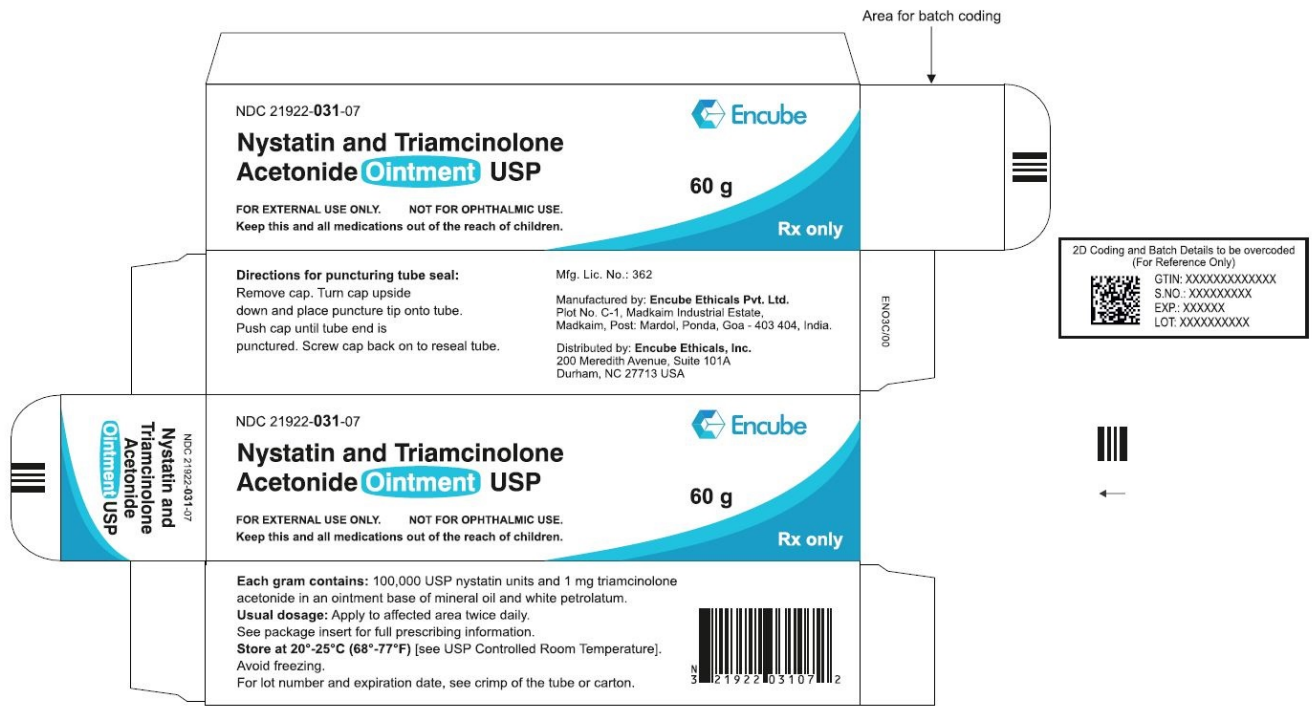 Area for batch coding
NDC 21922-031-07
Encube
Nystatin and Triamcinolone
Acetonide Ointment USP
60 g
FOR EXTERNAL USE ONLY. NOT FOR OPHTHALMIC USE.
Keep this and all medications out of the reach of children.
Rx only
Directions for puncturing tube seal:
Remove cap. Turn cap upside
down and place puncture tip onto tube.
Push cap until tube end is
punctured. Screw cap back on to reseal tube.
Mfg. Lic. No.: 362
Manufactured by: Encube Ethicals Pvt. Ltd.
Plot No. C-1, Madkaim Industrial Estate,
Madkaim, Post: Mardol, Ponda, Goa - 403 404, India.
Distributed by: Encube Ethicals, Inc.
200 Meredith Avenue, Suite 101A
Durham, NC 27713 USA
ENO3C/00
2D Coding and Batch Details to be overcoded
(For Reference Only)
GTIN: XXXXXXXXXXXXX
S.NO.: XXXXXXXXX
EXP.: XXXXXX
LOT: XXXXXXXXXX
NDC 21922-031-07
Nystatin and
Triamcinolone
Acetonide
Ointment USP
NDC 21922-031-07
Encube
Nystatin and Triamcinolone
Acetonide Ointment USP
60 g
FOR EXTERNAL USE ONLY. NOT FOR OPHTHALMIC USE.
Keep this and all medications out of the reach of children.
Rx only
Each gram contains: 100,000 USP nystatin units and 1 mg triamcinolone
acetonide in an ointment base of mineral oil and white petrolatum.
Usual dosage: Apply to affected area twice daily.
See package insert for full prescribing information.
Store at 20°-25°C (68°-77°F) [see USP Controlled Room Temperature].
Avoid freezing.
For lot number and expiration date, see crimp of the tube or carton.
N
3 21922 03107 2